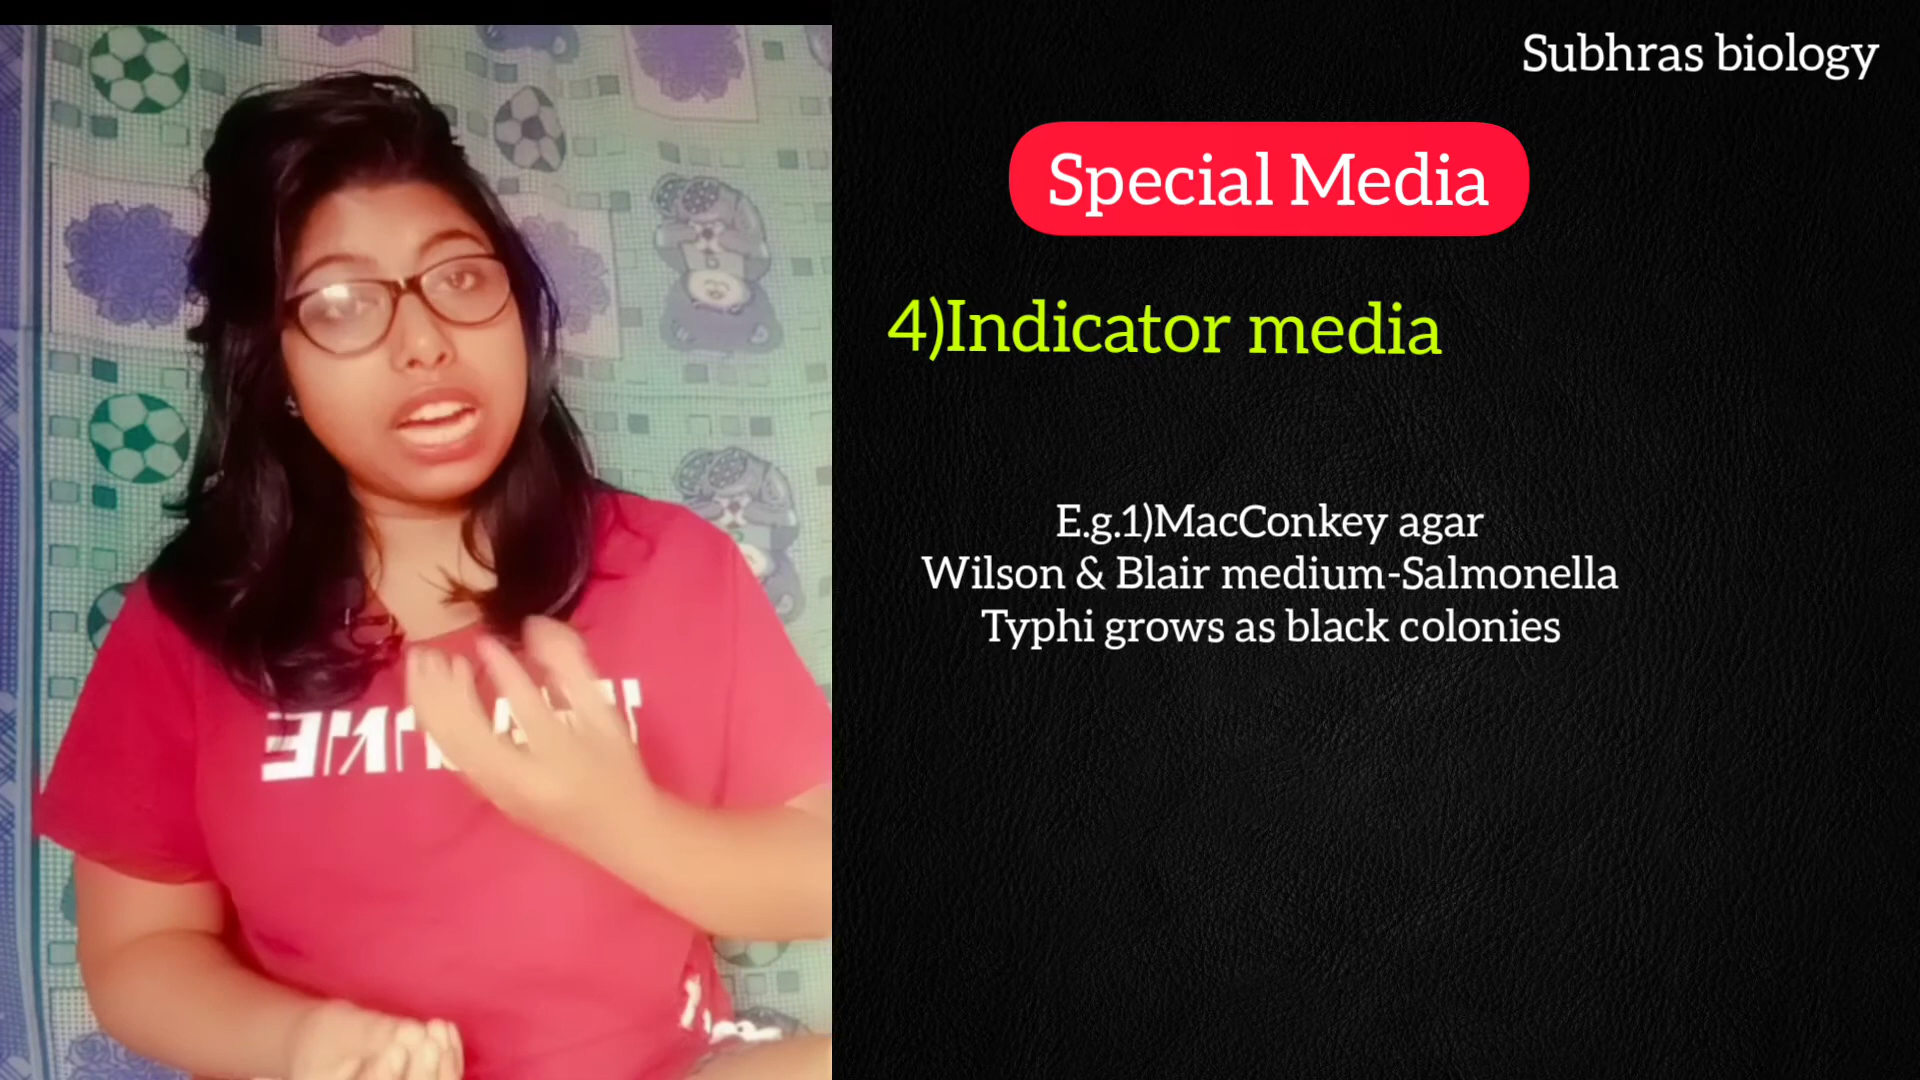 Subhras biology
Special Media
4)Indicator media
E.g.1)MacConkey agar
Wilson & Blair medium-Salmonella
Typhi grows as black colonies